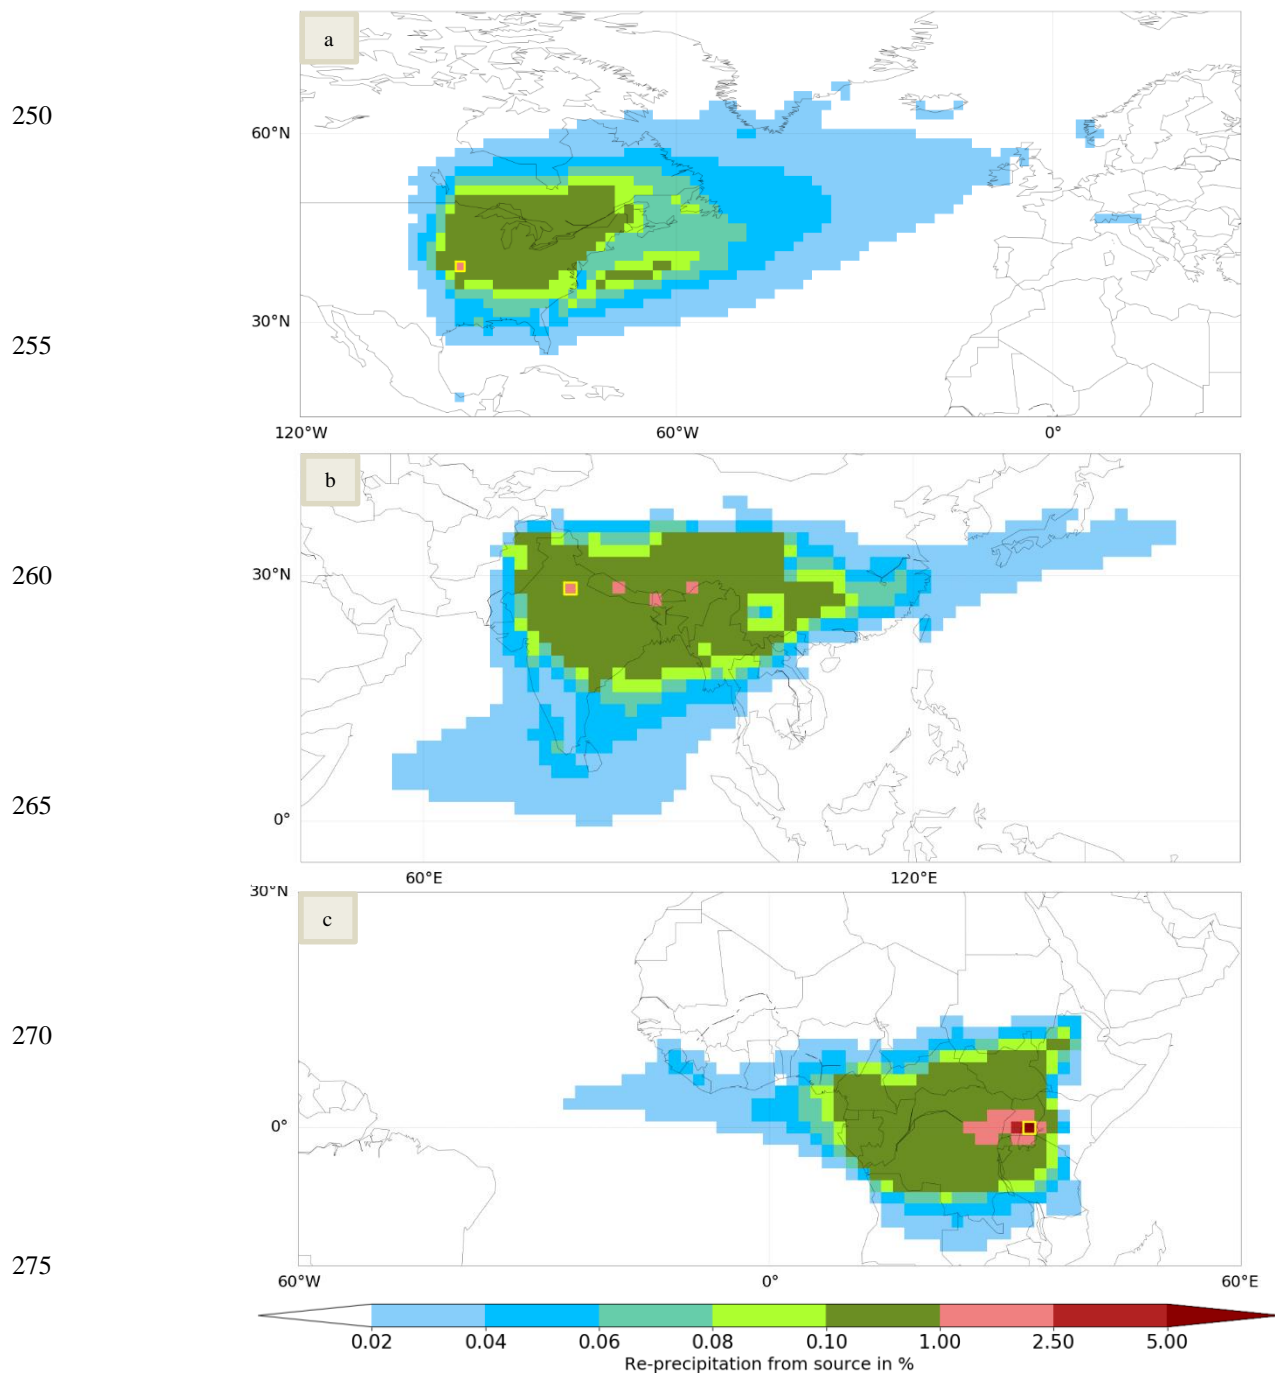 a
250
60°N
255
30°N
120°W 60°W 0°
b
260
30°N
265
0°
60°E 120°E
30°N
c
270
0°
275
60°W 0° 60°E
0.02 0.04 0.06 0.08 0.10 1.00 2.50 5.00
Re-precipitation from source in %